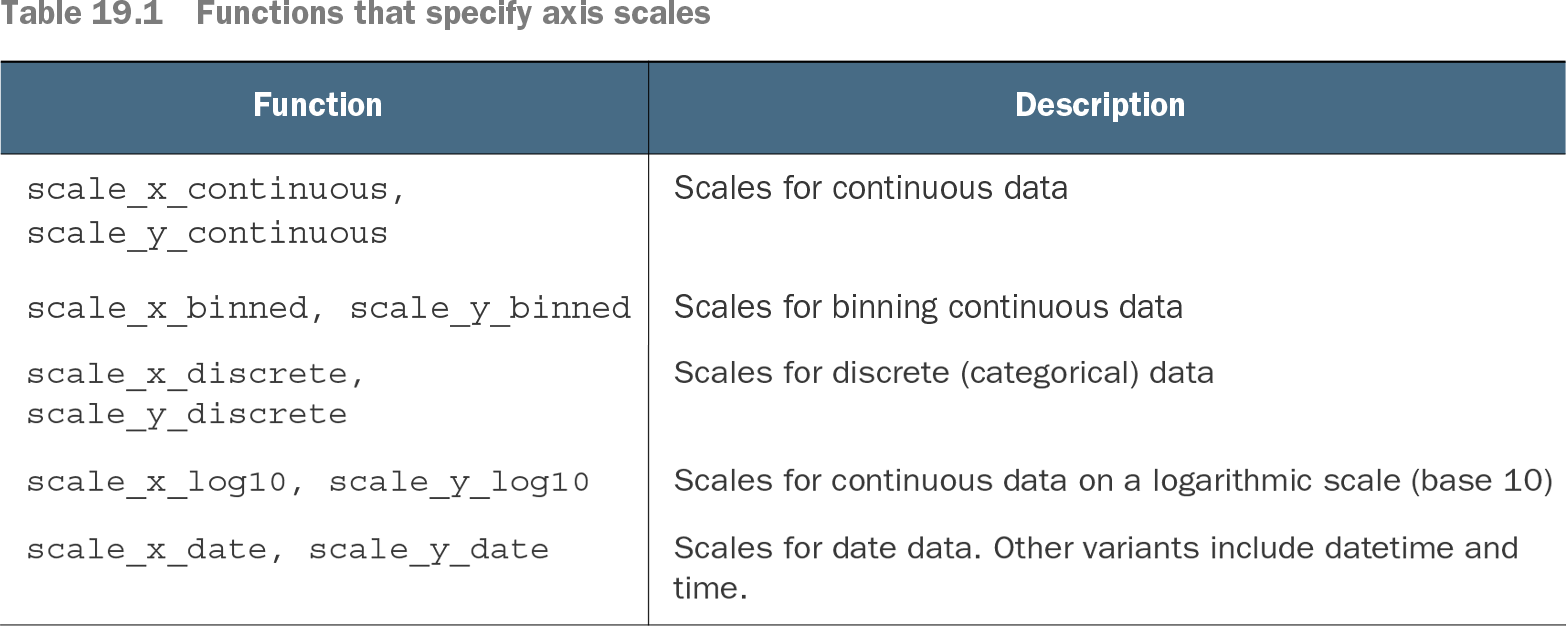 Table 19.1 Functions that specify axis scales
Function Description
scale_x_continuous, Scales for continuous data
scale_y_continuous
scale_x_binned, scale_y_binned Scales for binning continuous data
scale_x_discrete, Scales for discrete (categorical) data
scale_y_discrete
scale_x_log10, scale_y_log10 Scales for continuous data on a logarithmic scale (base 10)
scale_x_date, scale_y_date Scales for date data. Other variants include datetime and
time.